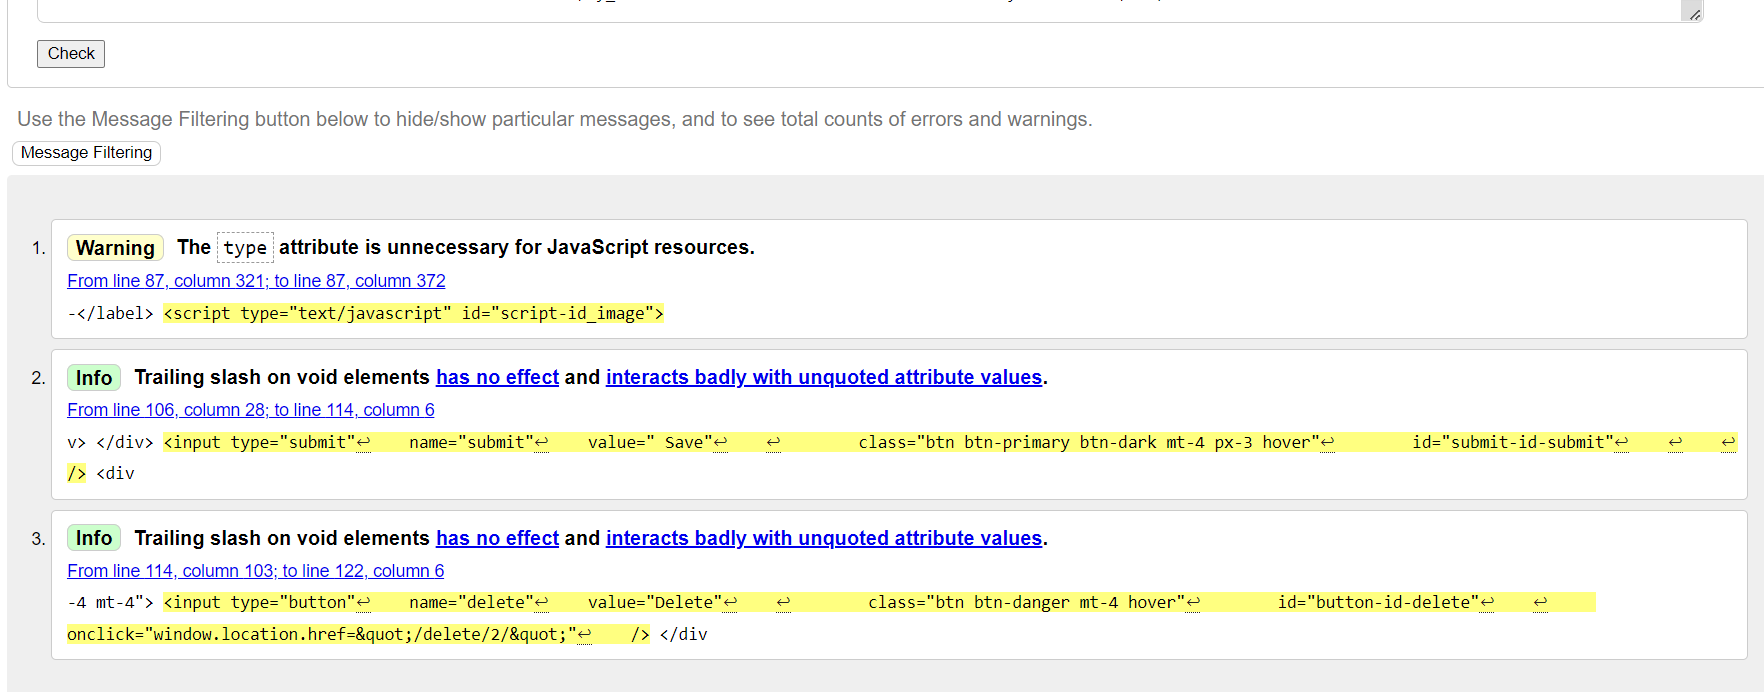 Check
Use the Message Filtering button below to hide/show particular messages, and to see total counts of errors and warnings.
Message Filtering
1. Warning The type attribute is unnecessary for JavaScript resources.
From line 87, column 321; to line 87, column 372
-</label> <script type="text/javascript" id="script-id_image">
2. Info Trailing slash on void elements has no effect and interacts badly with unquoted attribute values.
From line 106, column 28; to line 114, column 6
v> </div> <input type="submit"↩ name="submit"↩ value=" Save"↩ ↩ class="btn btn-primary btn-dark mt-4 px-3 hover"↩ id="submit-id-submit"↩ ↩ ↩
/> <div
3. Info Trailing slash on void elements has no effect and interacts badly with unquoted attribute values.
From line 114, column 103; to line 122, column 6
-4 mt-4"> <input type="button"↩ name="delete"↩ value="Delete"↩ ↩ class="btn btn-danger mt-4 hover"↩ id="button-id-delete"↩ ↩
onclick="window.location.href=&quot;/delete/2/&quot;"↩ /> </div